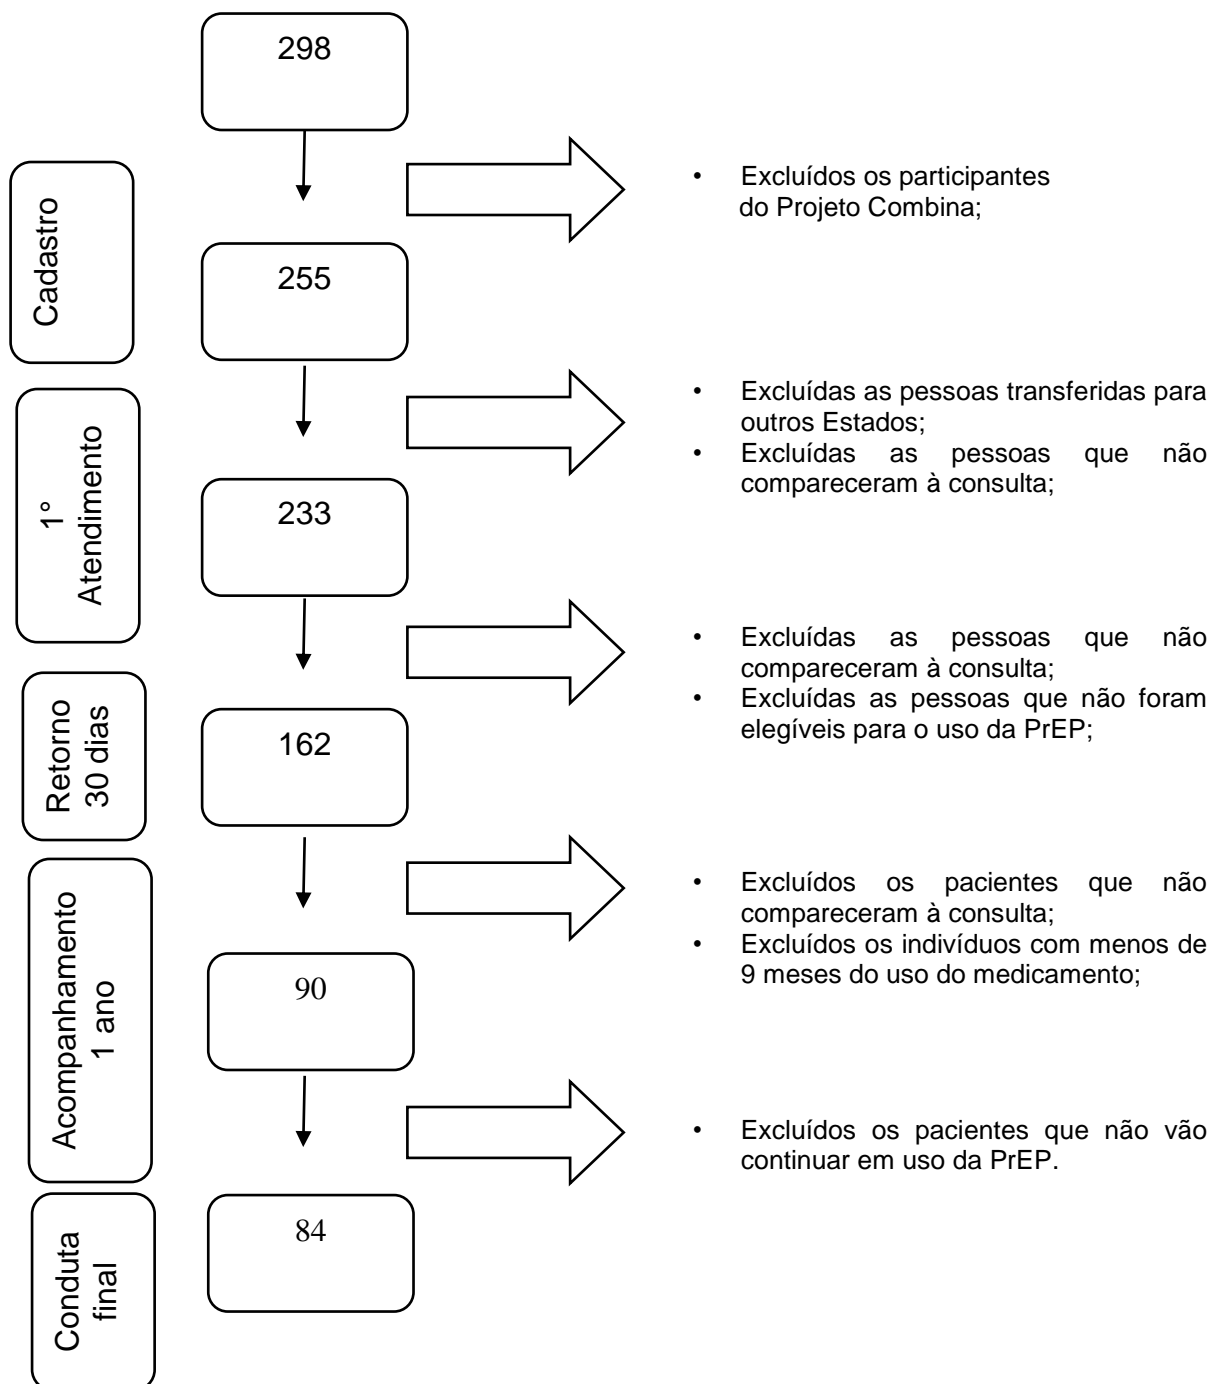 298
• Excluídos os participantes
do Projeto Combina;
Cadastro
255
• Excluídas as pessoas transferidas para
outros Estados;
• Excluídas as pessoas que não
compareceram à consulta;
1°
Atendimento
233
• Excluídas as pessoas que não
compareceram à consulta;
• Excluídas as pessoas que não foram
elegíveis para o uso da PrEP;
Retorno
30 dias
162
• Excluídos os pacientes que não
compareceram à consulta;
• Excluídos os indivíduos com menos de
9 meses do uso do medicamento;
Acompanhamento
1 ano
90
• Excluídos os pacientes que não vão
continuar em uso da PrEP.
Conduta
final
84